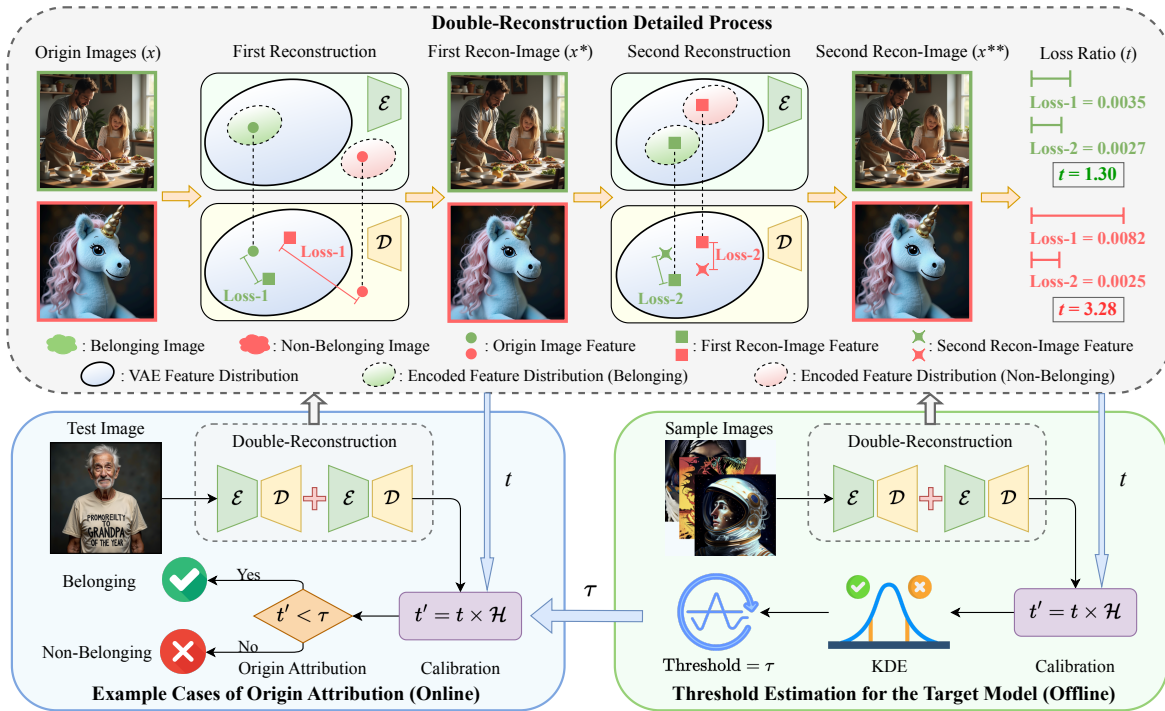 Double-Reconstruction Detailed Process
Origin Images (x)
First Reconstruction
First Recon-Image (x*)
Second Reconstruction
Second Recon-Image (x**)
Loss Ratio (t)
ℰ
𝒟
Loss-1
Loss-1
ℰ
𝒟
Loss-2
Loss-2
Loss-1 = 0.0035
Loss-2 = 0.0027
t = 1.30
Loss-1 = 0.0082
Loss-2 = 0.0025
t = 3.28
: Belonging Image
: Non-Belonging Image
: Origin Image Feature
: First Recon-Image Feature
: Second Recon-Image Feature
: VAE Feature Distribution
: Encoded Feature Distribution (Belonging)
: Encoded Feature Distribution (Non-Belonging)
Test Image
PROMOREILTY
TO
GRANDPA
OF THE YEAR
Double-Reconstruction
ℰ
𝒟
ℰ
𝒟
t
Belonging
Yes
t′ < τ
t′ = t × ℋ
Non-Belonging
No
Origin Attribution
Calibration
Example Cases of Origin Attribution (Online)
τ
Sample Images
Double-Reconstruction
ℰ
𝒟
ℰ
𝒟
t
t′ = t × ℋ
Threshold = τ
KDE
Calibration
Threshold Estimation for the Target Model (Offline)